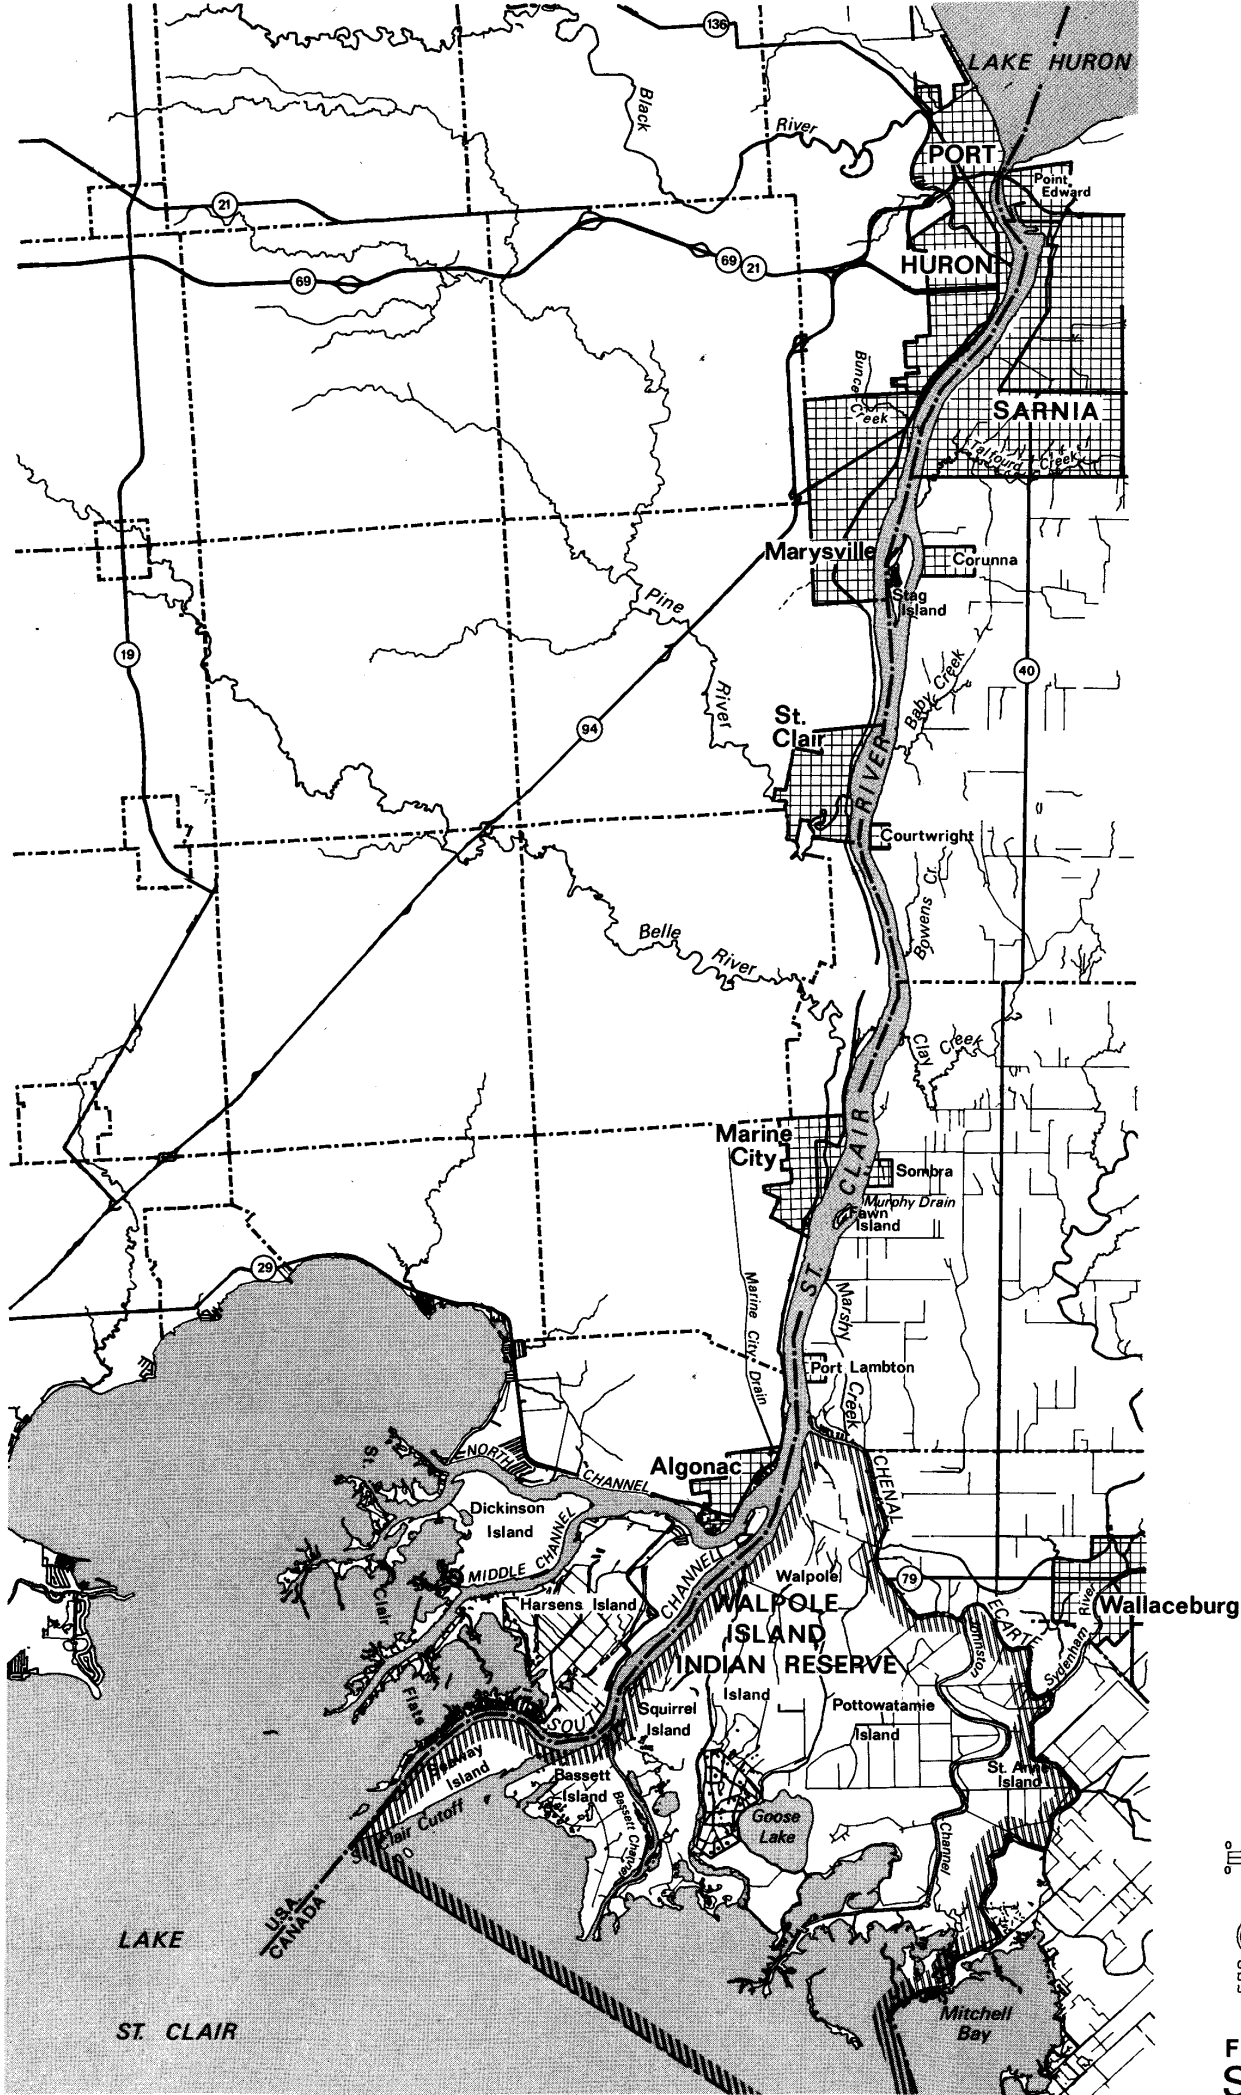 136
LAKE HURON
Black
River
PORT
Point
Edward
21
HURON
69
21
69
Bunce
Creek
SARNIA
Talfourd
Creek
Marysville
Corunna
Stag
Island
Pine
River
19
40
Baby Creek
94
St.
Clair
RIVER
Courtwright
Bowens Cr.
Belle
River
Clay
Creek
Marine
City
CLAIR
Sombra
Murphy Drain
Fawn
Island
29
ST.
Marine City Drain
Marshy
Creek
Port Lambton
Algonac
St.
NORTH
CHANNEL
CHENAL
Dickinson
Island
MIDDLE CHANNEL
CHANNEL
Walpole
79
Clair
Harsens Island
WALPOLE
ISLAND
INDIAN RESERVE
ECARTE
Johnston
River
Wallaceburg
Sydenham
Flats
Island
SOUTH
Squirrel
Island
Pottowatamie
Island
Island
St. Anne
Island
Bassett
Island
Bassett Channel
Clair Cutoff
Goose
Lake
Channel
USA
CANADA
LAKE
ST. CLAIR
Mitchell
Bay
F